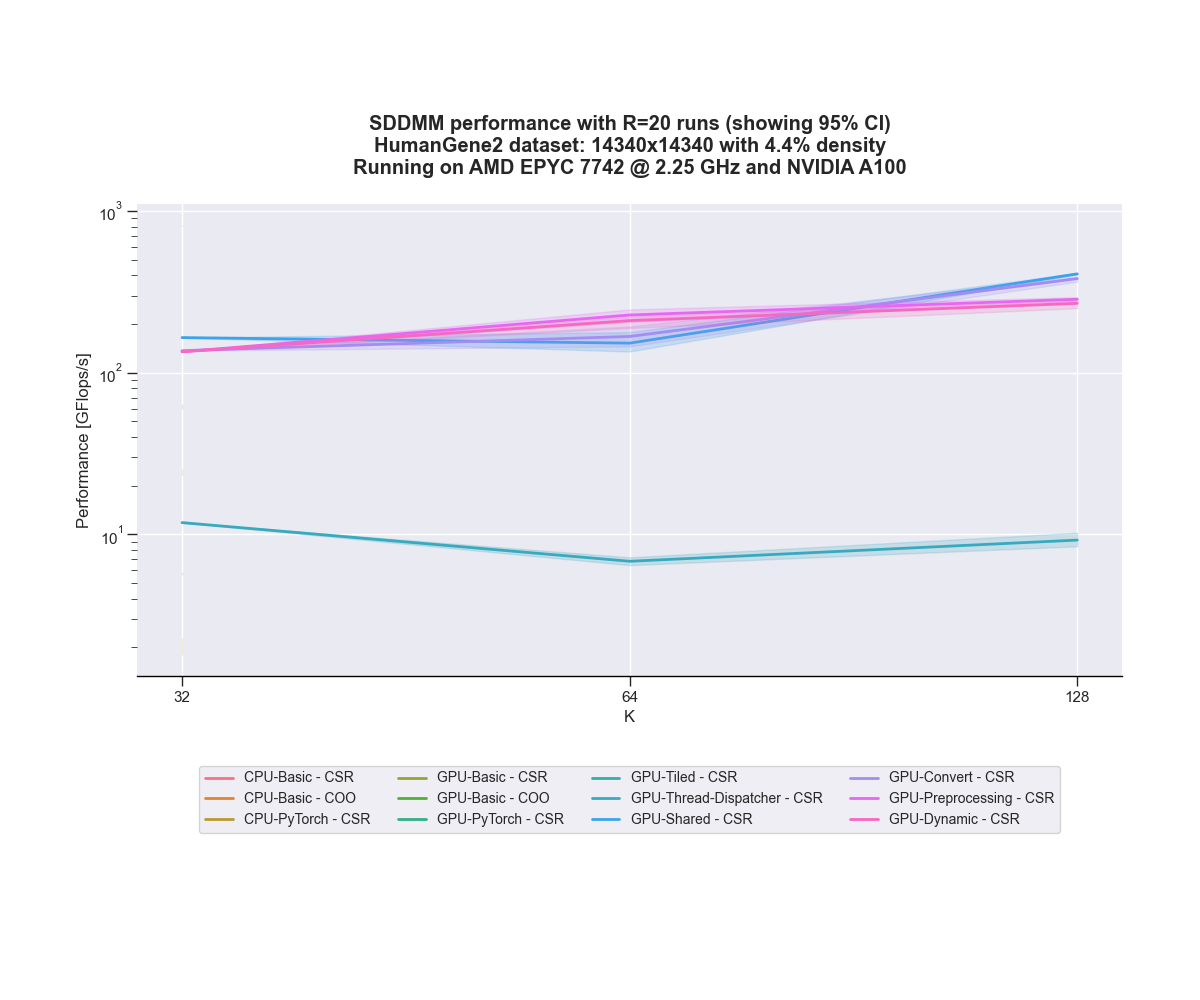 SDDMM performance with R=20 runs (showing 95% CI)
HumanGene2 dataset: 14340x14340 with 4.4% density
Running on AMD EPYC 7742 @ 2.25 GHz and NVIDIA A100
10³
10²
10¹
Performance [GFlops/s]
32 64 128
K
CPU-Basic - CSR GPU-Basic - CSR GPU-Tiled - CSR GPU-Convert - CSR
CPU-Basic - COO GPU-Basic - COO GPU-Thread-Dispatcher - CSR GPU-Preprocessing - CSR
CPU-PyTorch - CSR GPU-PyTorch - CSR GPU-Shared - CSR GPU-Dynamic - CSR